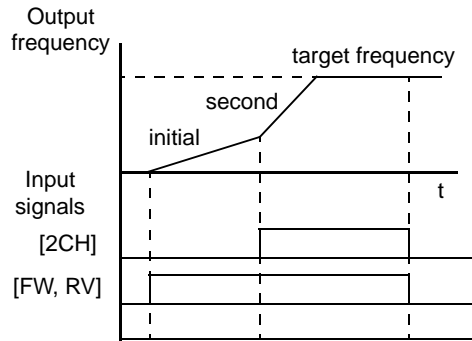 Output
frequency
target frequency
second
initial
Input
signals
t
[2CH]
[FW, RV]